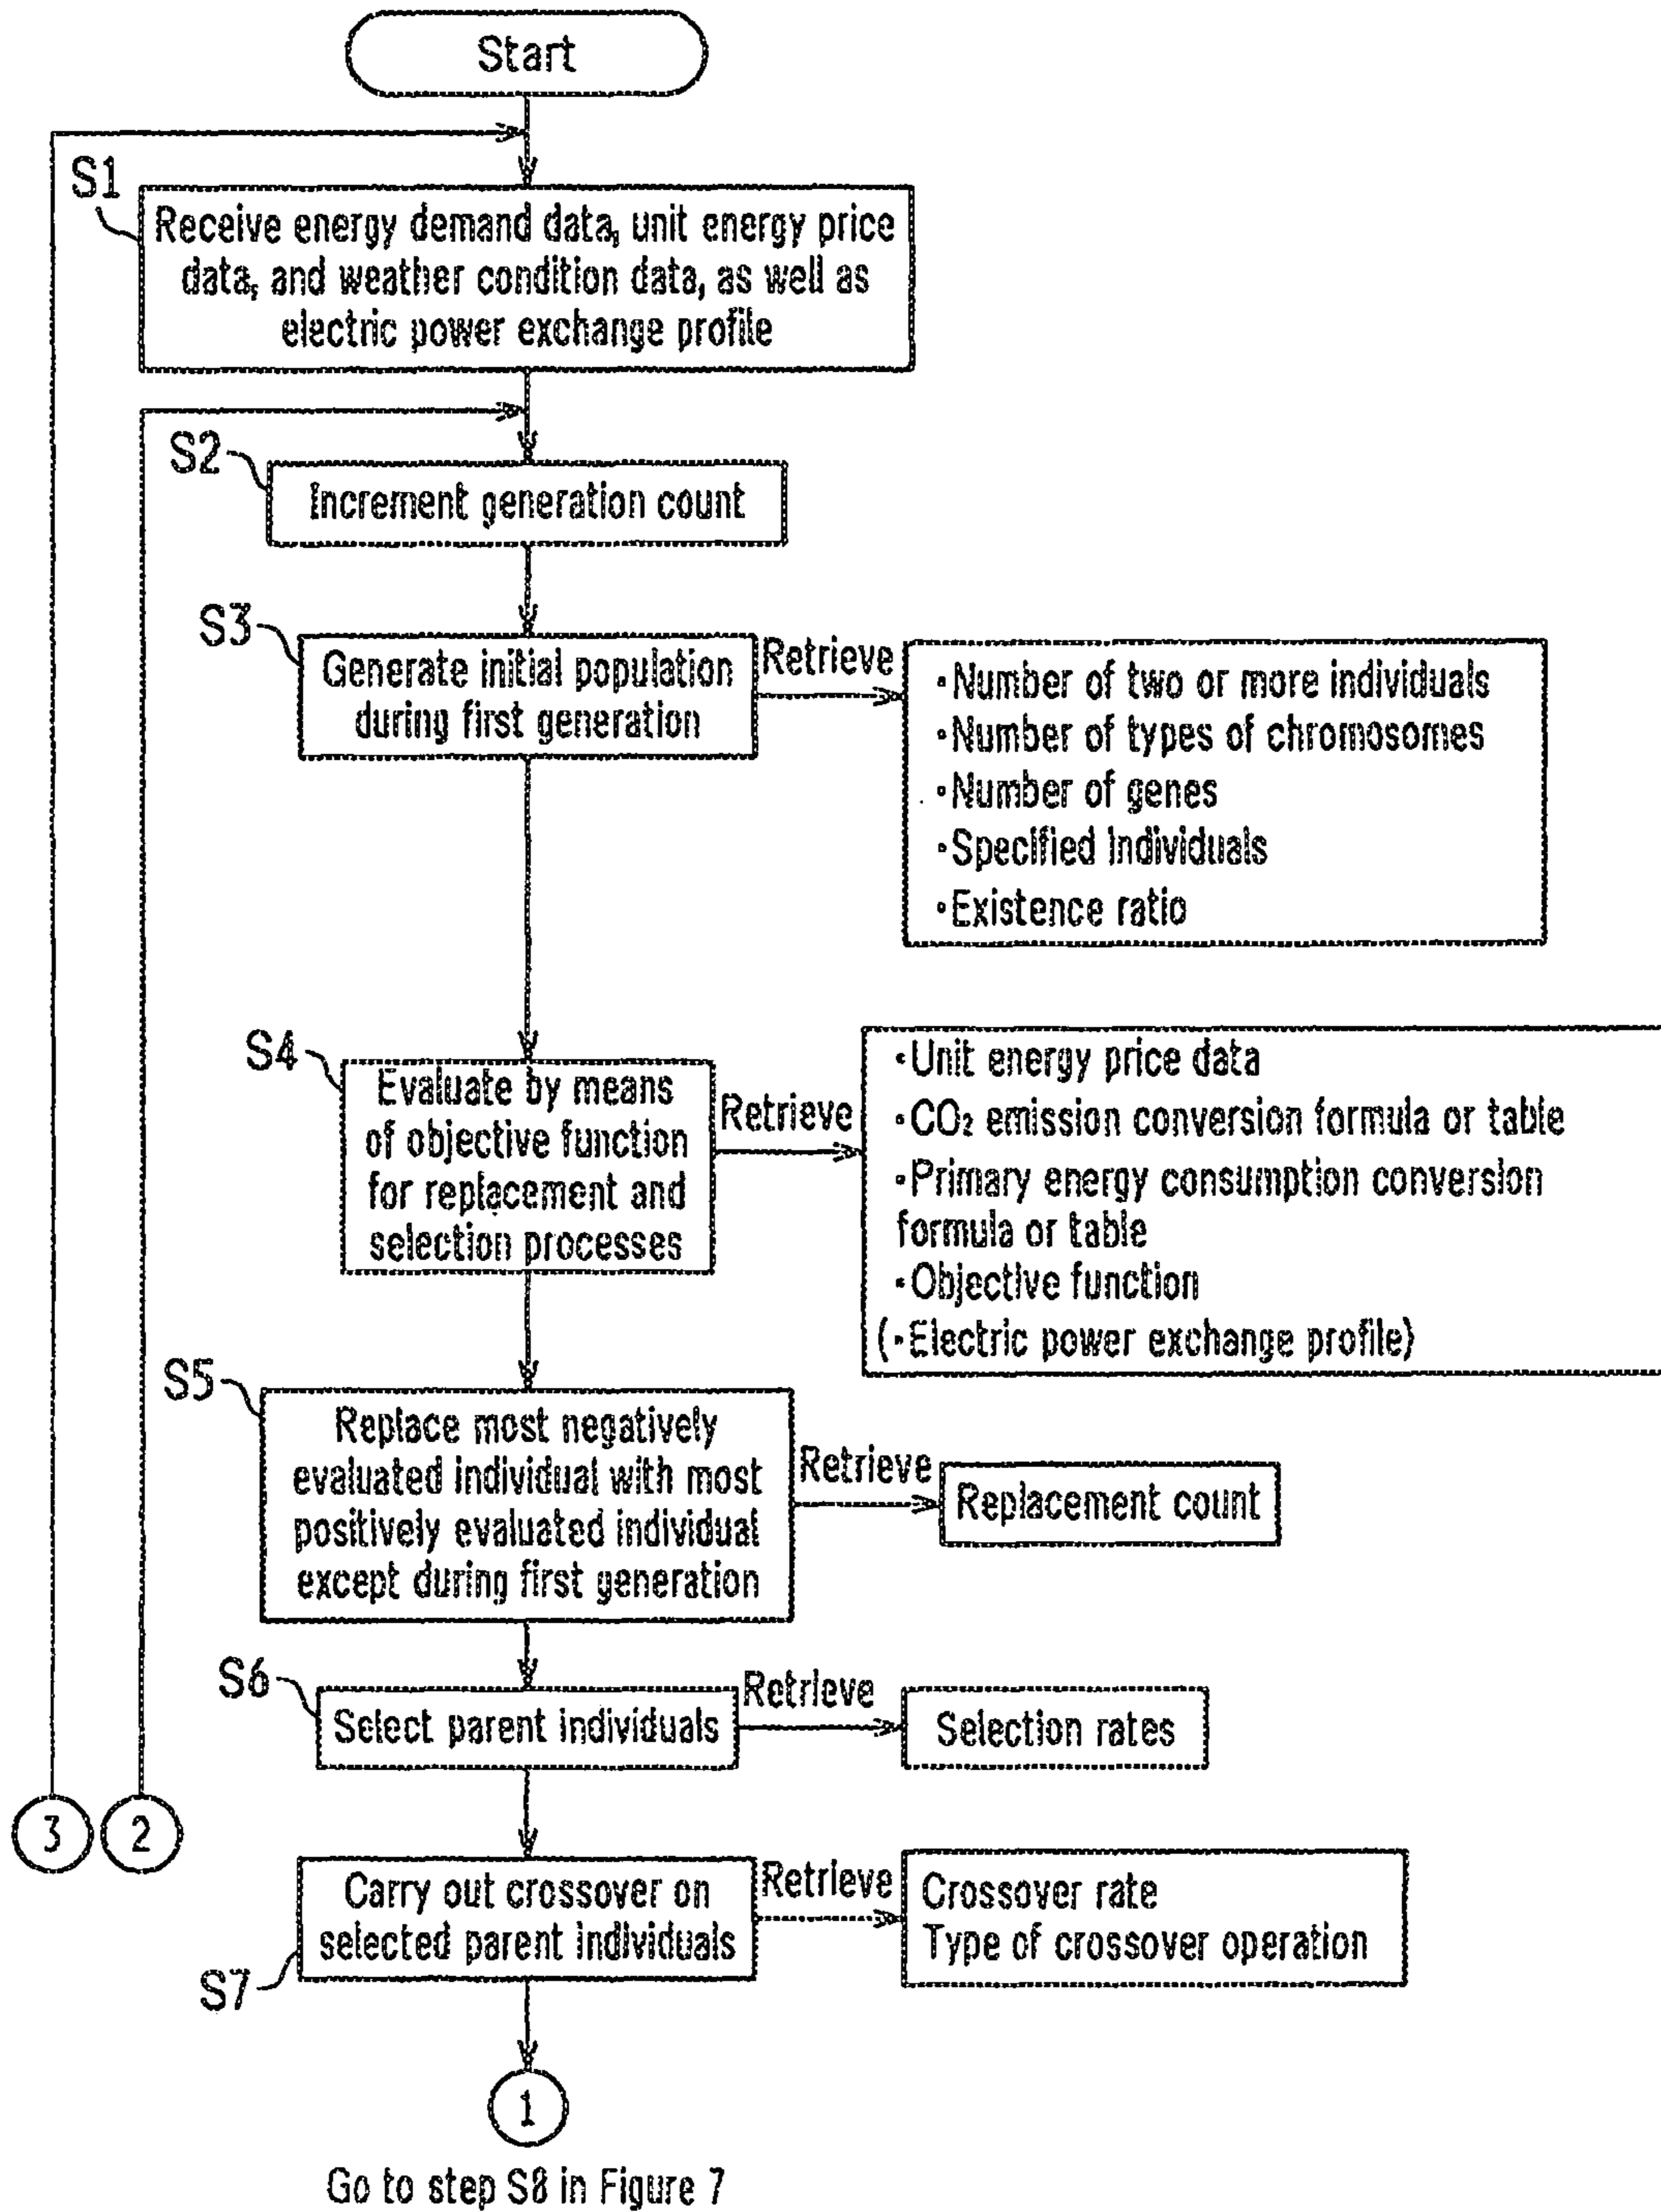 Start
S1
Receive energy demand data, unit energy price
data, and weather condition data, as well as
electric power exchange profile
S2
Increment generation count
S3
Generate initial population
during first generation
Retrieve
·Number of two or more individuals
·Number of types of chromosomes
·Number of genes
·Specified individuals
·Existence ratio
S4
Evaluate by means
of objective function
for replacement and
selection processes
Retrieve
·Unit energy price data
·CO₂ emission conversion formula or table
·Primary energy consumption conversion
formula or table
·Objective function
(·Electric power exchange profile)
S5
Replace most negatively
evaluated individual with most
positively evaluated individual
except during first generation
Retrieve
Replacement count
S6
Select parent individuals
Retrieve
Selection rates
3
2
Carry out crossover on
selected parent individuals
S7
Retrieve
Crossover rate
Type of crossover operation
1
Go to step S8 in Figure 7